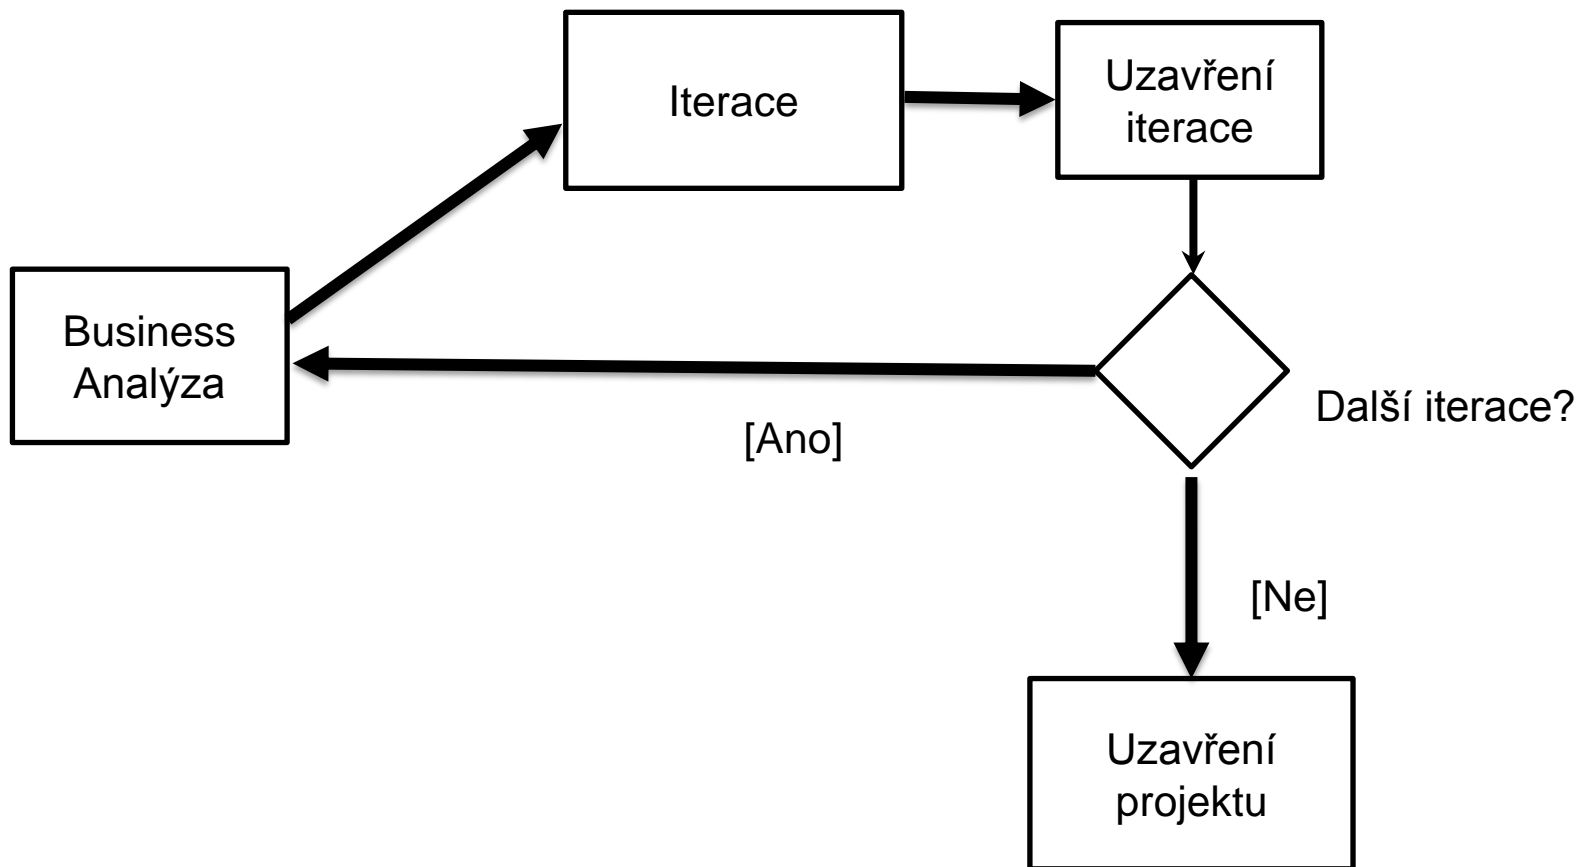 Iterace
Uzavření
iterace
Business
Analýza
Další iterace?
[Ano]
[Ne]
Uzavření
projektu